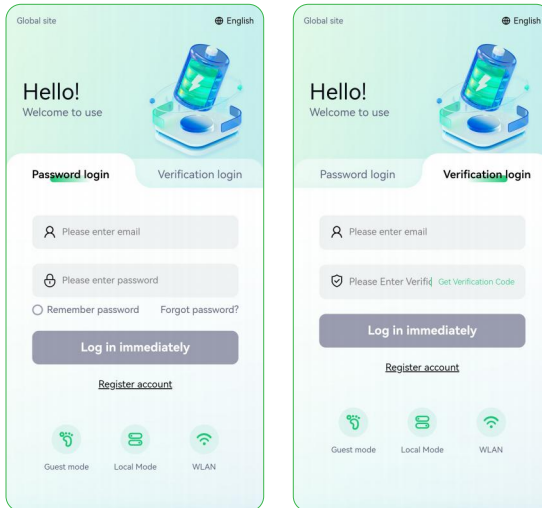 Global site
English
Hello!
Welcome to use
Password login
Verification login
Please enter email
Please enter password
Remember password
Forgot password?
Log in immediately
Register account
Guest mode
Local Mode
WLAN
Global site
English
Hello!
Welcome to use
Password login
Verification login
Please enter email
Please Enter Verific
Get Verification Code
Log in immediately
Register account
Guest mode
Local Mode
WLAN